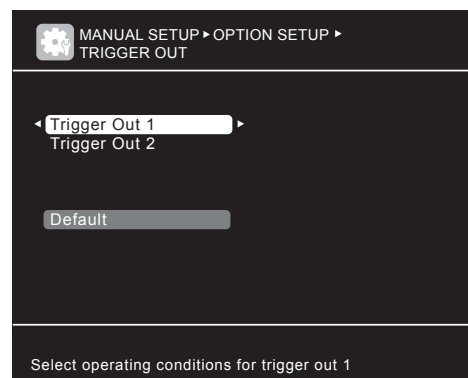 MANUAL SETUP ▸ OPTION SETUP ▸
TRIGGER OUT
◂ Trigger Out 1 ▸
Trigger Out 2
Default
Select operating conditions for trigger out 1